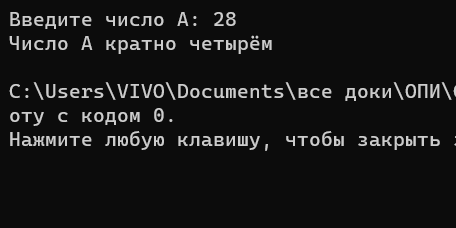 Введите число А: 28
Число А кратно четырём
C:\Users\VIVO\Documents\все доки\ОПИ\
оту с кодом 0.
Нажмите любую клавишу, чтобы закрыть